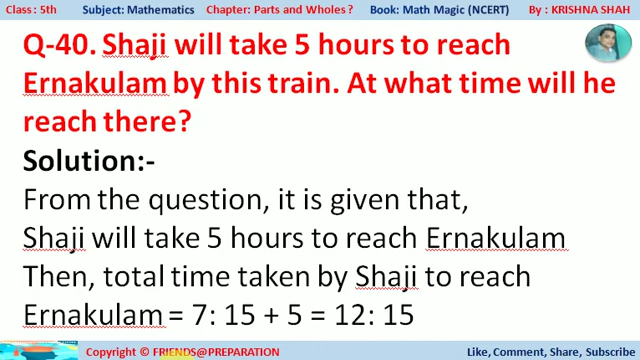 Class : 5th Subject: Mathematics Chapter: Parts and Wholes ? Book: Math Magic (NCERT) By : KRISHNA SHAH
Q-40. Shaji will take 5 hours to reach
Ernakulam by this train. At what time will he
reach there?
Solution:-
From the question, it is given that,
Shaji will take 5 hours to reach Ernakulam
Then, total time taken by Shaji to reach
Ernakulam = 7: 15 + 5 = 12: 15
Copyright © FRIENDS@PREPARATION Like, Comment, Share, Subscribe